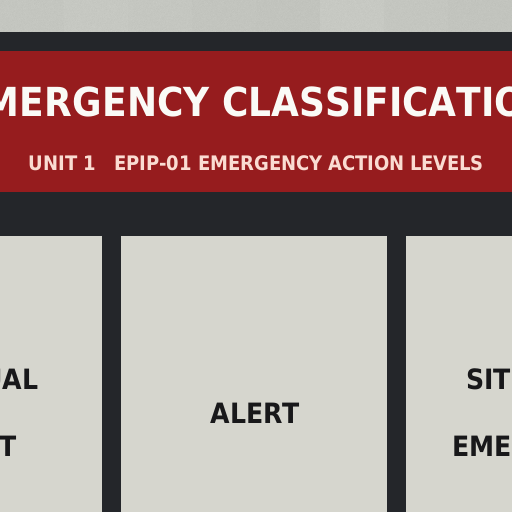 MERGENCY CLASSIFICATIO
UNIT 1 EPIP-01 EMERGENCY ACTION LEVELS
AL
T
ALERT
SIT
EME